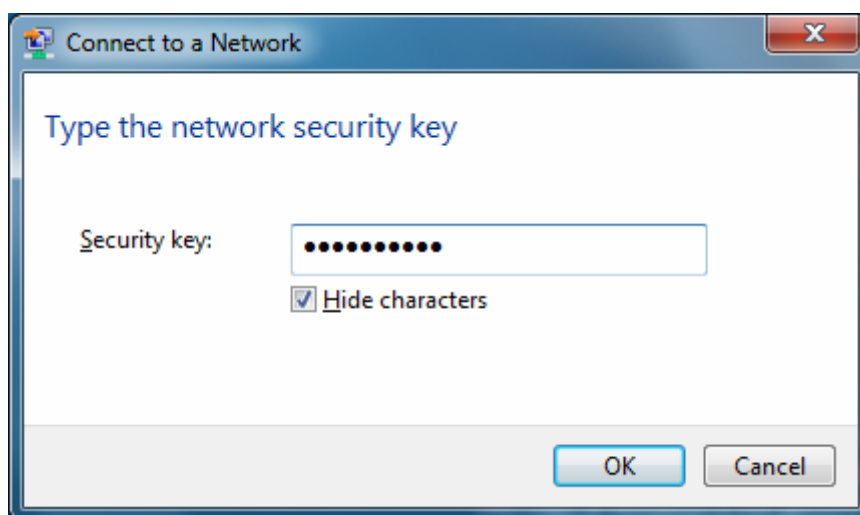 Connect to a Network
Type the network security key
Security key: ••••••••••
Hide characters
OK Cancel